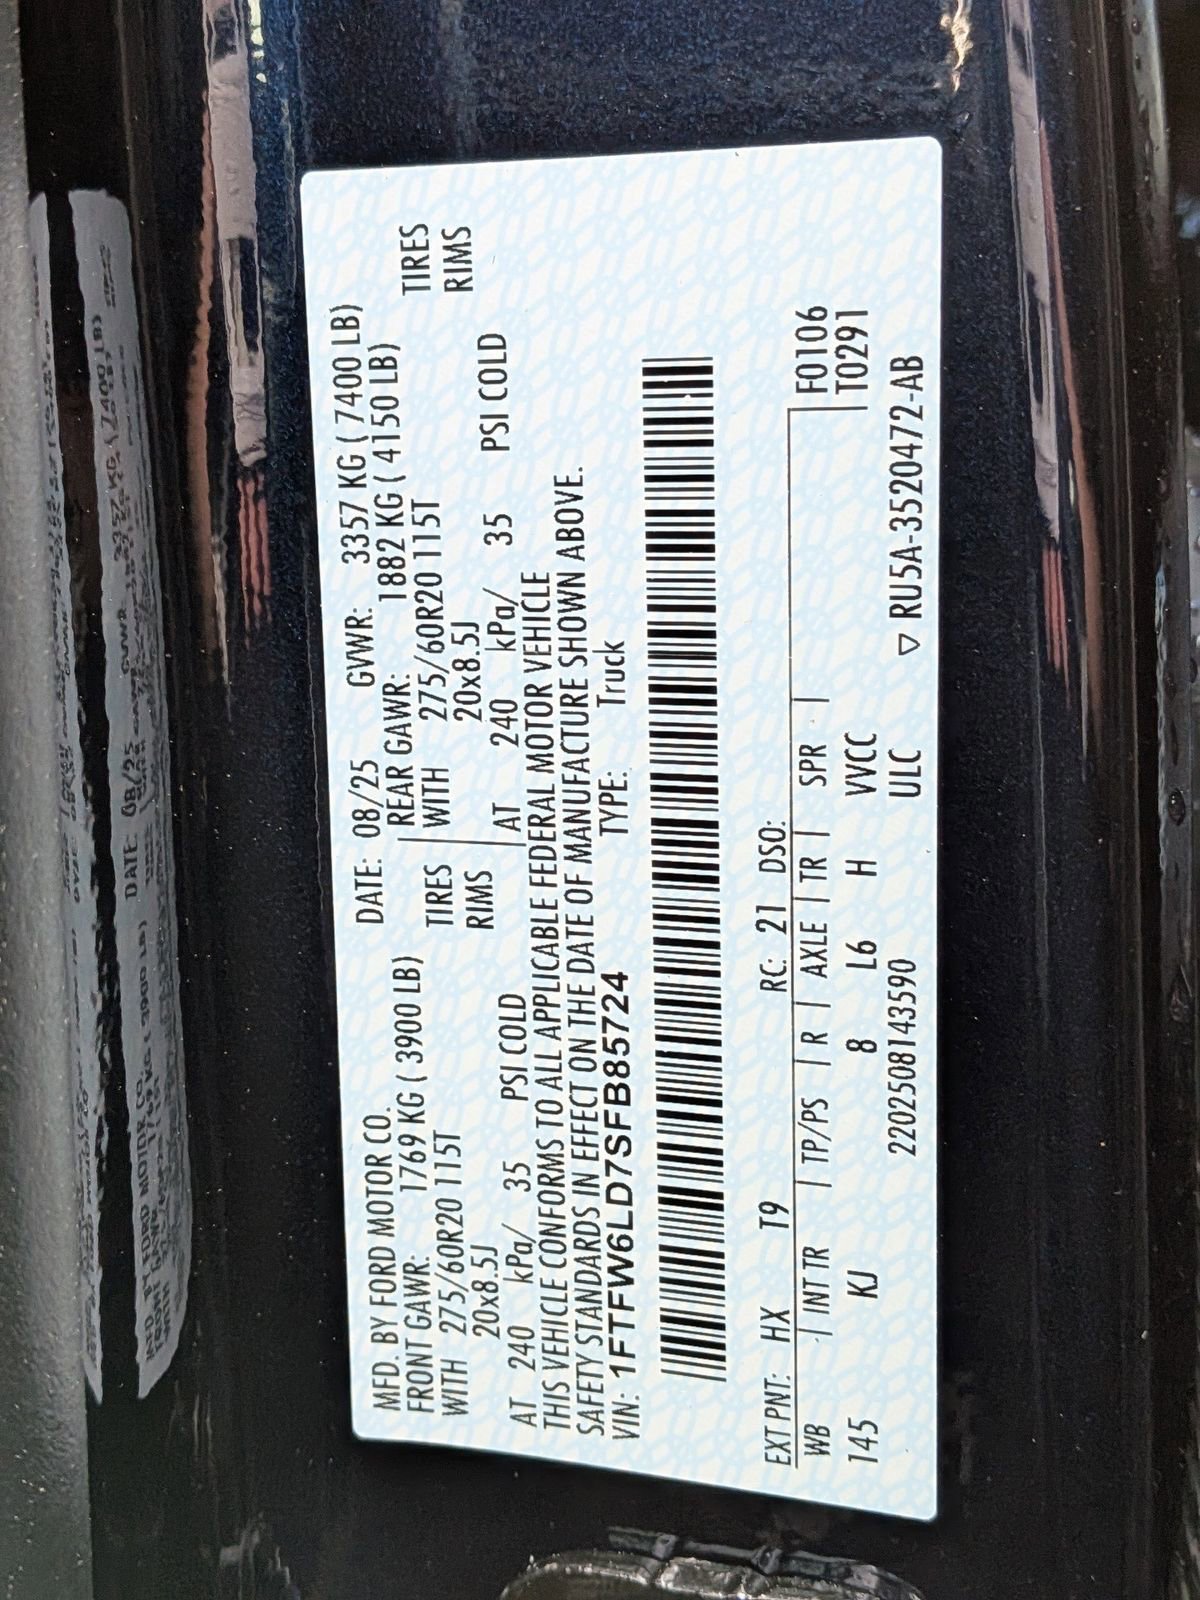 MFD. BY FORD MOTOR CO. DATE: 08/25 GVWR: 3357 KG ( 7400 LB)
FRONT GAWR: 1769 KG ( 3900 LB) REAR GAWR: 1882 KG ( 4150 LB)
WITH 275/60R20 115T TIRES WITH 275/60R20 115T TIRES
20x8.5J RIMS 20x8.5J RIMS
AT 240 kPa/ 35 PSI COLD AT 240 kPa/ 35 PSI COLD
THIS VEHICLE CONFORMS TO ALL APPLICABLE FEDERAL MOTOR VEHICLE
SAFETY STANDARDS IN EFFECT ON THE DATE OF MANUFACTURE SHOWN ABOVE.
VIN: 1FTFW6LD7SFB85724 TYPE: Truck
EXT PNT: HX T9 RC: 21 DSO:
WB INT TR TP/PS R AXLE TR SPR F0106
145 KJ 8 L6 H VVCC T0291
220250814359​0 ULC ▽ RU5A-3520472-AB